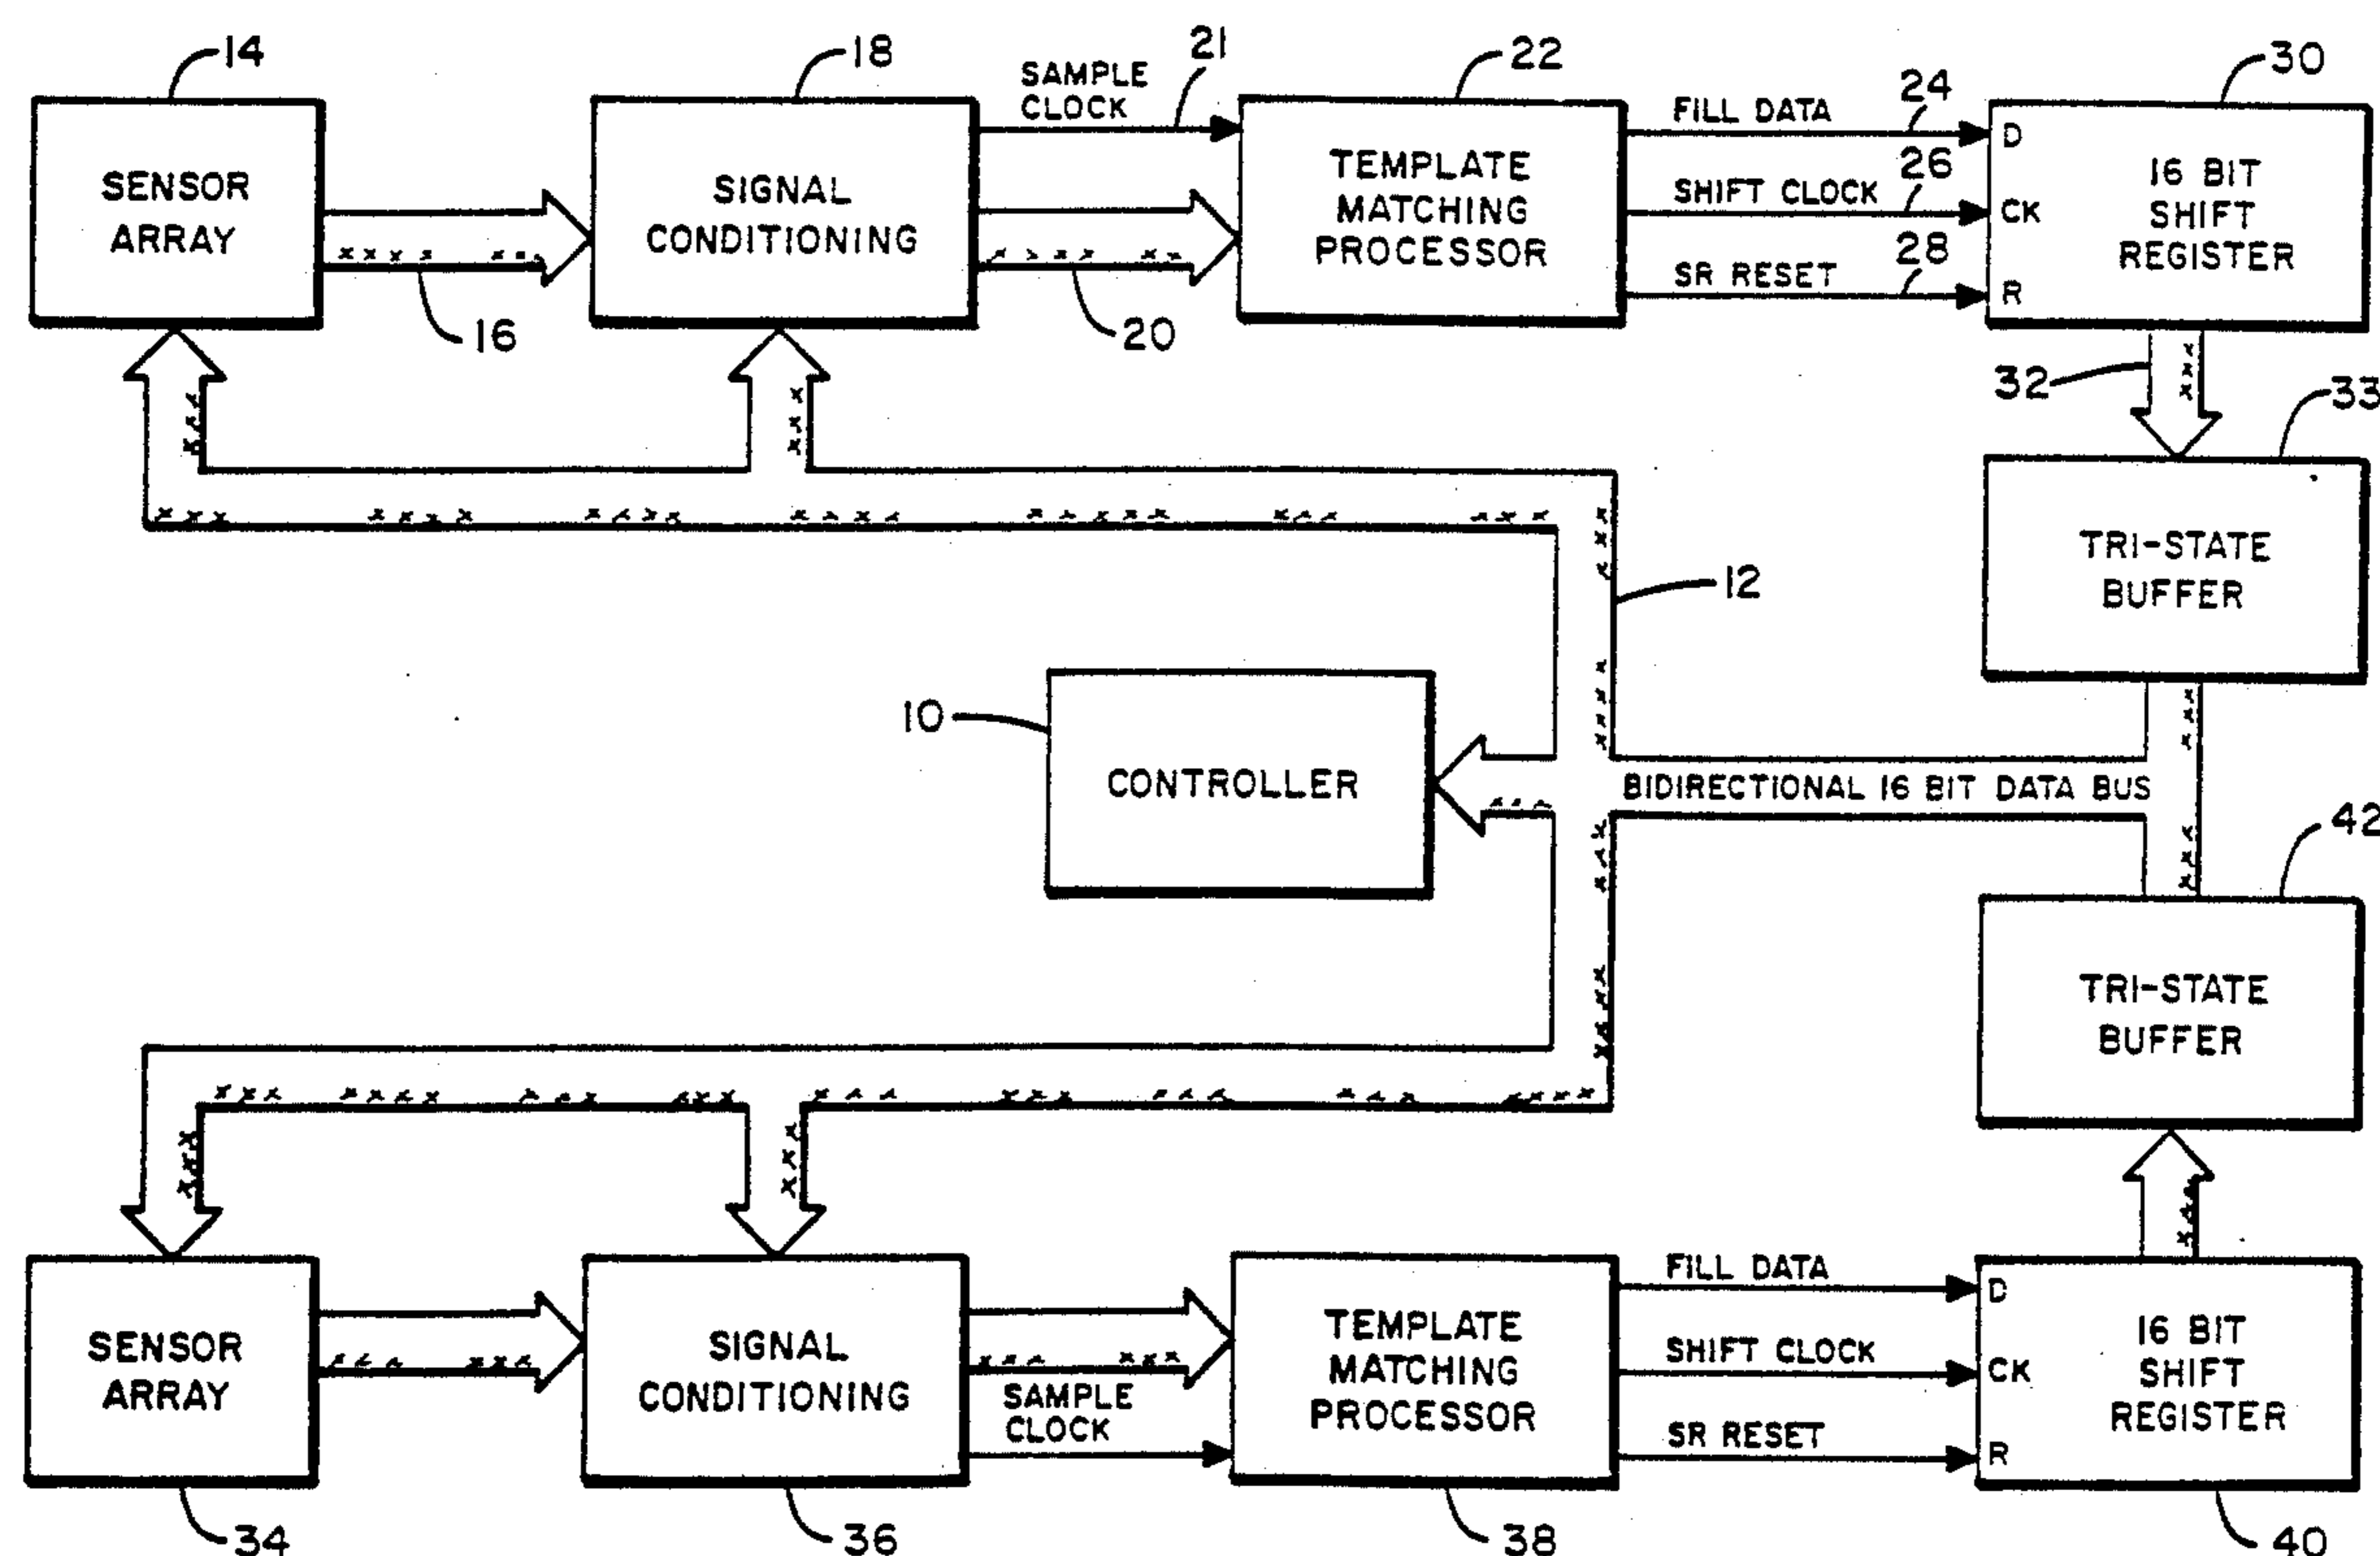 14
18
21
22
30
SAMPLE
CLOCK
FILL DATA
24
D
SENSOR
ARRAY
SIGNAL
CONDITIONING
TEMPLATE
MATCHING
PROCESSOR
SHIFT CLOCK
26
CK
16 BIT
SHIFT
REGISTER
SR RESET
28
R
16
20
32
33
TRI-STATE
BUFFER
12
10
CONTROLLER
BIDIRECTIONAL 16 BIT DATA BUS
42
TRI-STATE
BUFFER
SENSOR
ARRAY
SIGNAL
CONDITIONING
SAMPLE
CLOCK
TEMPLATE
MATCHING
PROCESSOR
FILL DATA
D
SHIFT CLOCK
CK
SR RESET
R
16 BIT
SHIFT
REGISTER
34
36
38
40